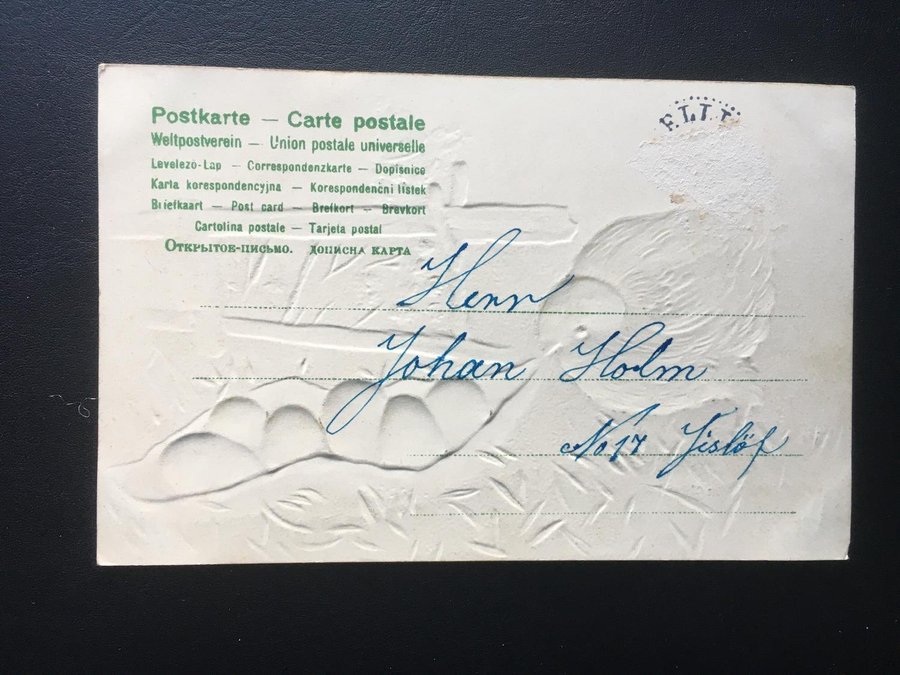 Postkarte — Carte postale
Weltpostverein — Union postale universelle
Levelezö-Lap — Correspondenzkarte — Dopisnice
Karta korespondencyjna — Korespondenční lístek
Briefkaart — Post card — Brefkort — Brevkort
Cartolina postale — Tarjeta postal
Открытое-письмо. дописна карта
Herr
Johan Holm
No 17 Jislöf